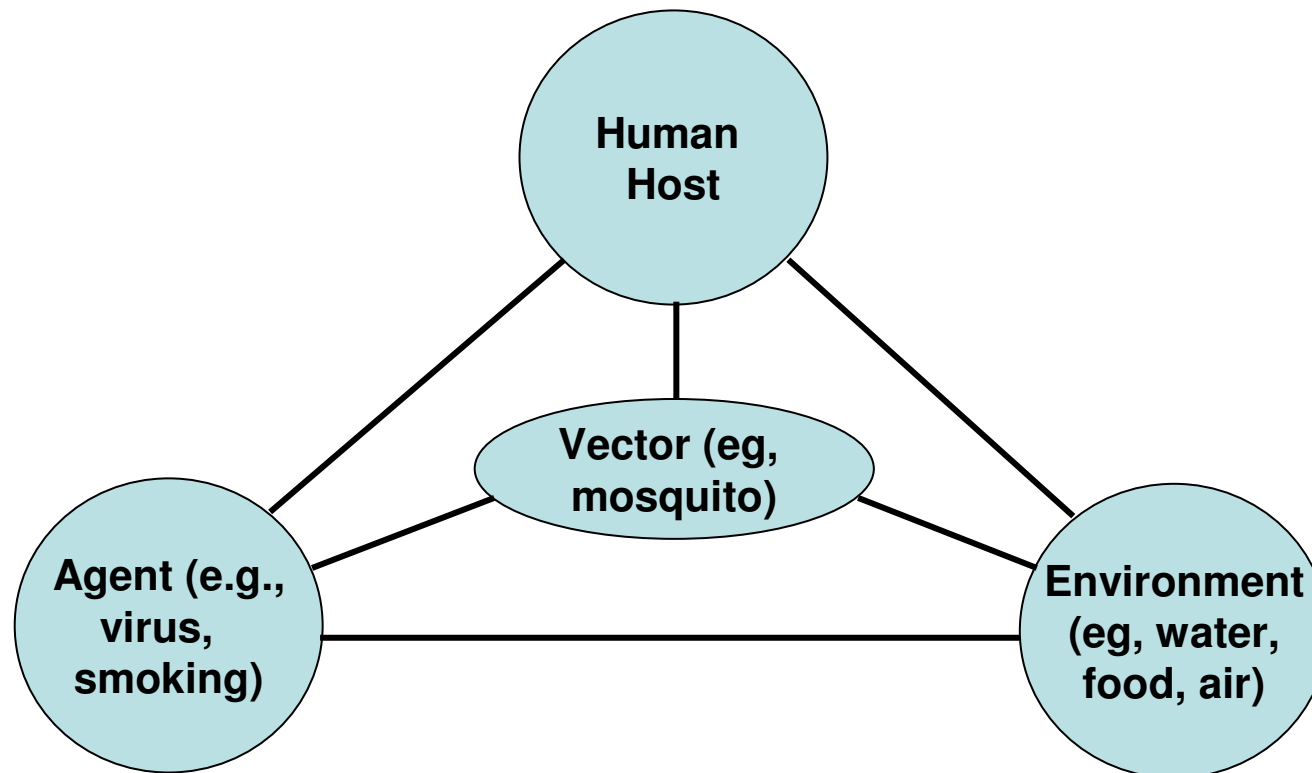 Human
Host
Vector (eg,
mosquito)
Agent (e.g.,
virus,
smoking)
Environment
(eg, water,
food, air)